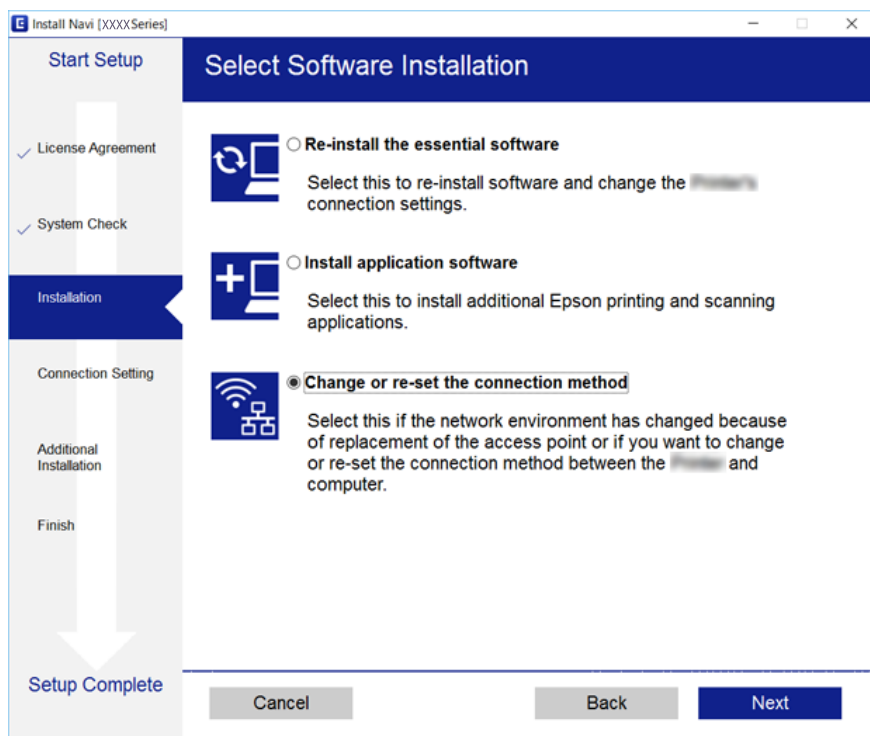 Install Navi [XXXX Series]
Start Setup
Select Software Installation
License Agreement
System Check
Installation
Connection Setting
Additional
Installation
Finish
Setup Complete
Re-install the essential software
Select this to re-install software and change the
connection settings.
Install application software
Select this to install additional Epson printing and scanning
applications.
Change or re-set the connection method
Select this if the network environment has changed because
of replacement of the access point or if you want to change
or re-set the connection method between the and
computer.
Cancel
Back
Next